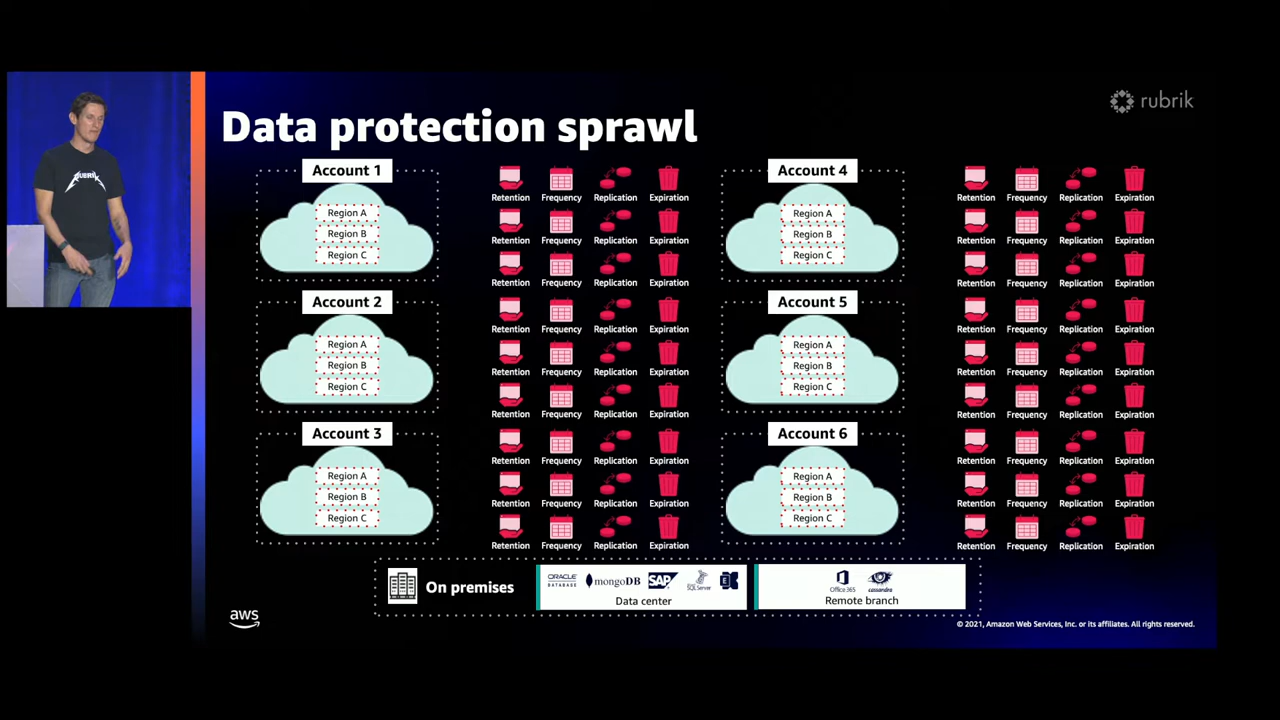 rubrik
Data protection sprawl
Account 1
Region A
Region B
Region C
Retention Frequency Replication Expiration
Retention Frequency Replication Expiration
Retention Frequency Replication Expiration
Account 2
Region A
Region B
Region C
Retention Frequency Replication Expiration
Retention Frequency Replication Expiration
Retention Frequency Replication Expiration
Account 3
Region A
Region B
Region C
Retention Frequency Replication Expiration
Retention Frequency Replication Expiration
Retention Frequency Replication Expiration
Account 4
Region A
Region B
Region C
Retention Frequency Replication Expiration
Retention Frequency Replication Expiration
Retention Frequency Replication Expiration
Account 5
Region A
Region B
Region C
Retention Frequency Replication Expiration
Retention Frequency Replication Expiration
Retention Frequency Replication Expiration
Account 6
Region A
Region B
Region C
Retention Frequency Replication Expiration
Retention Frequency Replication Expiration
Retention Frequency Replication Expiration
On premises
ORACLE
DATABASE
mongoDB
SAP
SQL Server
E
Data center
Office 365
cassandra
Remote branch
aws
© 2021, Amazon Web Services, Inc. or its affiliates. All rights reserved.